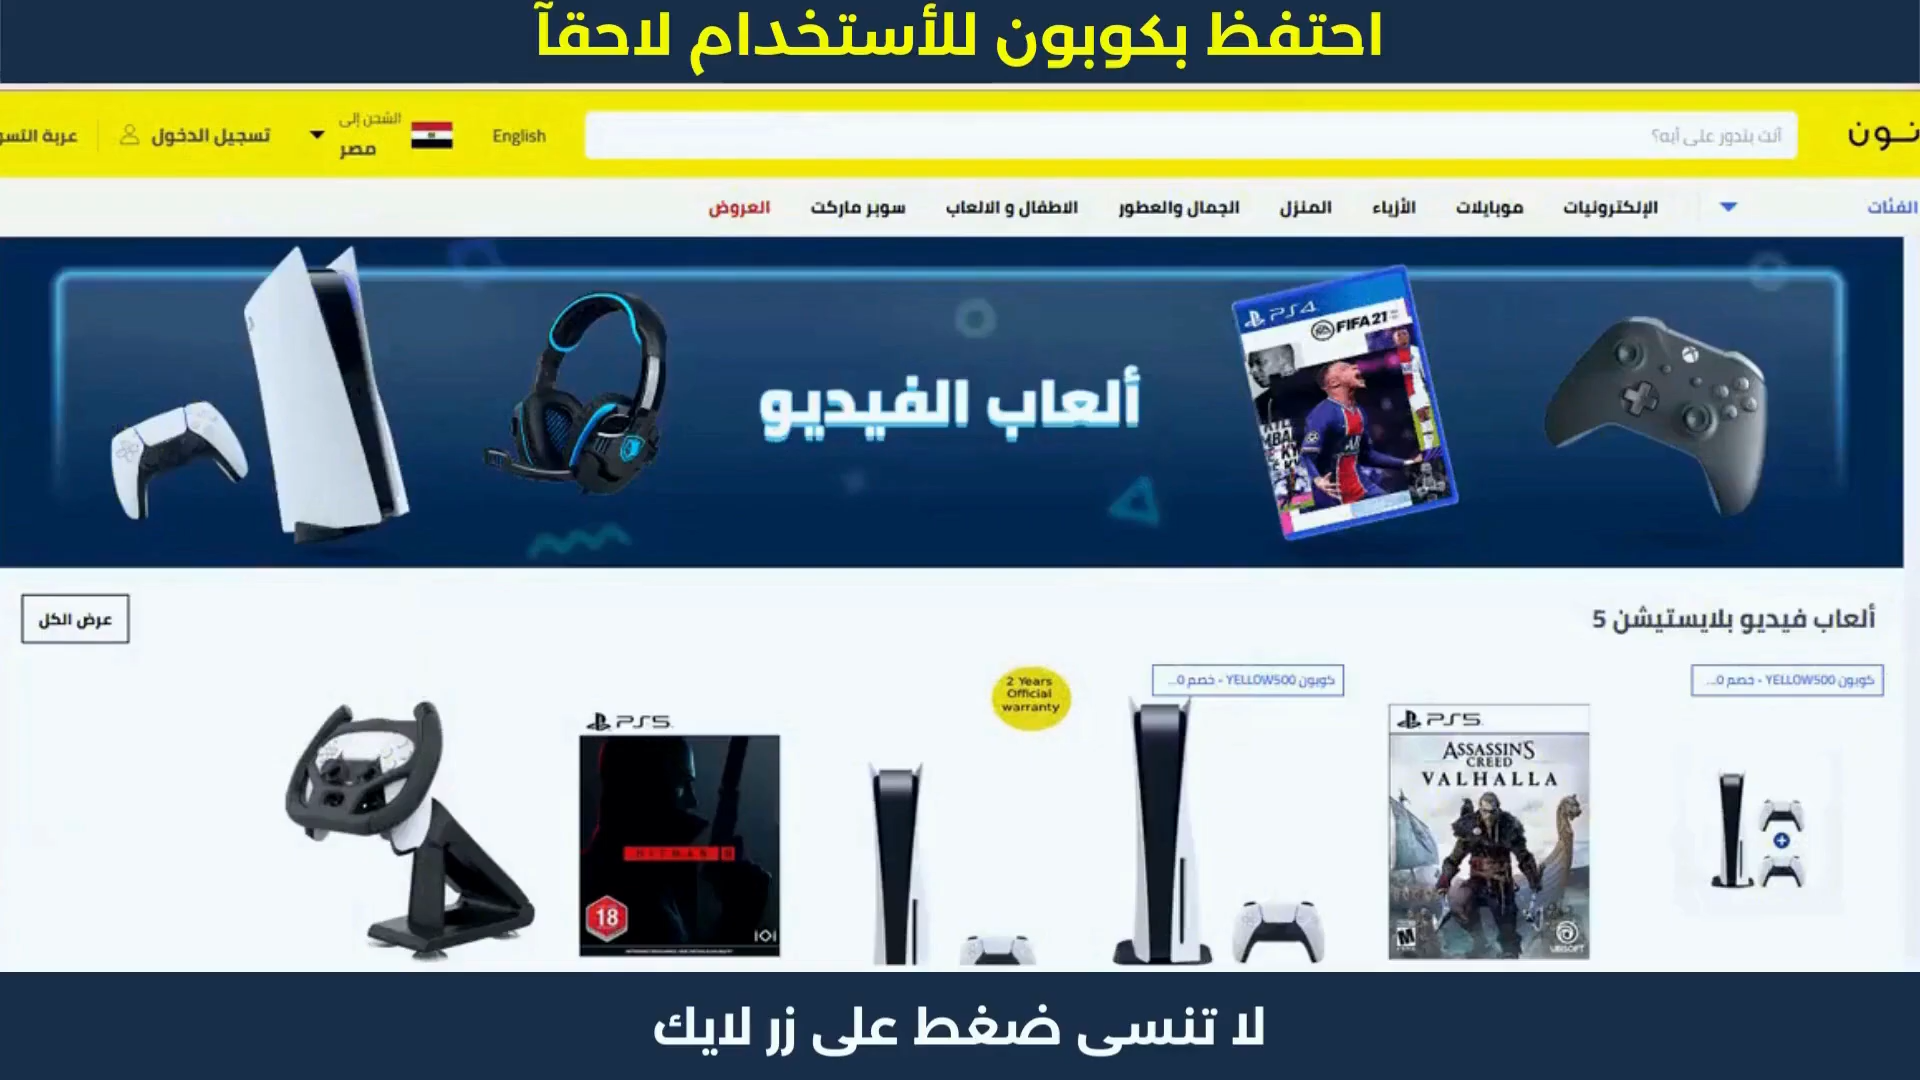 احتفظ بكوبون للأستخدام لاحقآ
نون
أنت بتدور على أيه؟
English
الشحن إلى
مصر
تسجيل الدخول
الفئات
الإلكترونيات
موبايلات
الأزياء
المنزل
الجمال والعطور
الاطفال و الالعاب
سوبر ماركت
العروض
ألعاب الفيديو
PS4
FIFA 21
ألعاب فيديو بلايستيشن 5
عرض الكل
كوبون YELLOW500 - خصم 0...
PS5
ASSASSIN'S
CREED
VALHALLA
M
UBISOFT
كوبون YELLOW500 - خصم 0...
2 Years
Official
warranty
PS5
HITMAN
18
IOI
لا تنسى ضغط على زر لايك